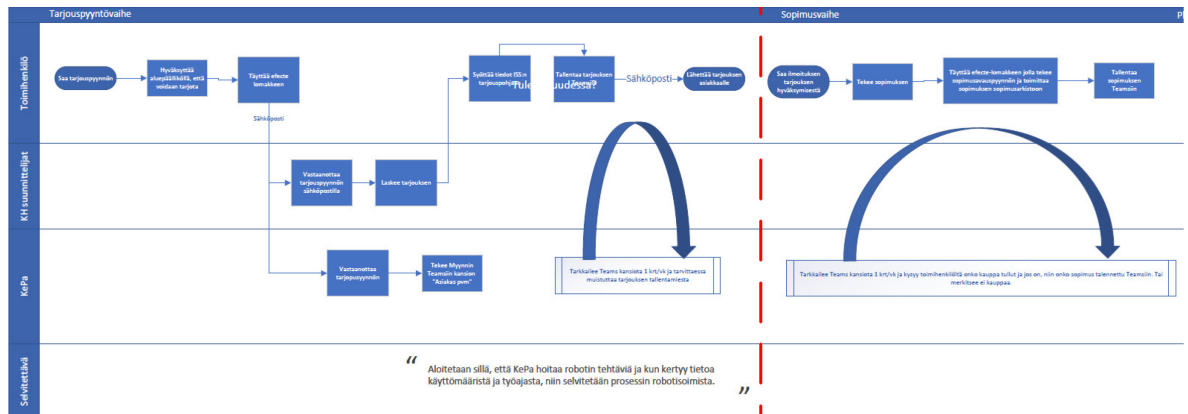 Tarjouspyyntövaihe
Sopimusvaihe
Toimihenkilö
Saa tarjouspyynnön
Hyväksyttää
aluepäälliköllä, että
voidaan tarjota
Täyttää efecte
lomakkeen
Sähköposti
Syöttää tiedot ISS:n
tarjouspohjaan
Tallentaa tarjouksen
Sähköposti
Lähettää tarjouksen
asiakkaalle
Saa ilmoituksen
tarjouksen
hyväksymisestä
Tekee sopimuksen
Täyttää efecte-lomakkeen jolla tekee
sopimusavauspyynnön ja toimittaa
sopimuksen sopimusarkistoon
Tallentaa
sopimuksen
Teamsiin
KH suunnittelijat
Vastaanottaa
tarjouspyynnön
sähköpostilla
Laskee tarjouksen
KePa
Vastaanottaa
tarjouspyynnön
Tekee Myynnin
Teamsiin kansion
"Asiakas pvm"
Tarkkailee Teams kansiota 1 krt/vk ja tarvittaessa
muistuttaa tarjouksen tallentamiesta
Tarkkailee Teams kansiota 1 krt/vk ja kysyy toimihenkilöltä onko kauppa tullut ja jos on, niin onko sopimus talennettu Teamsiin. Tai
merkitsee ei kauppaa.
Selvitettävä
“ Aloitetaan sillä, että KePa hoitaa robotin tehtäviä ja kun kertyy tietoa
käyttömääristä ja työajasta, niin selvitetään prosessin robotisoimista. ”